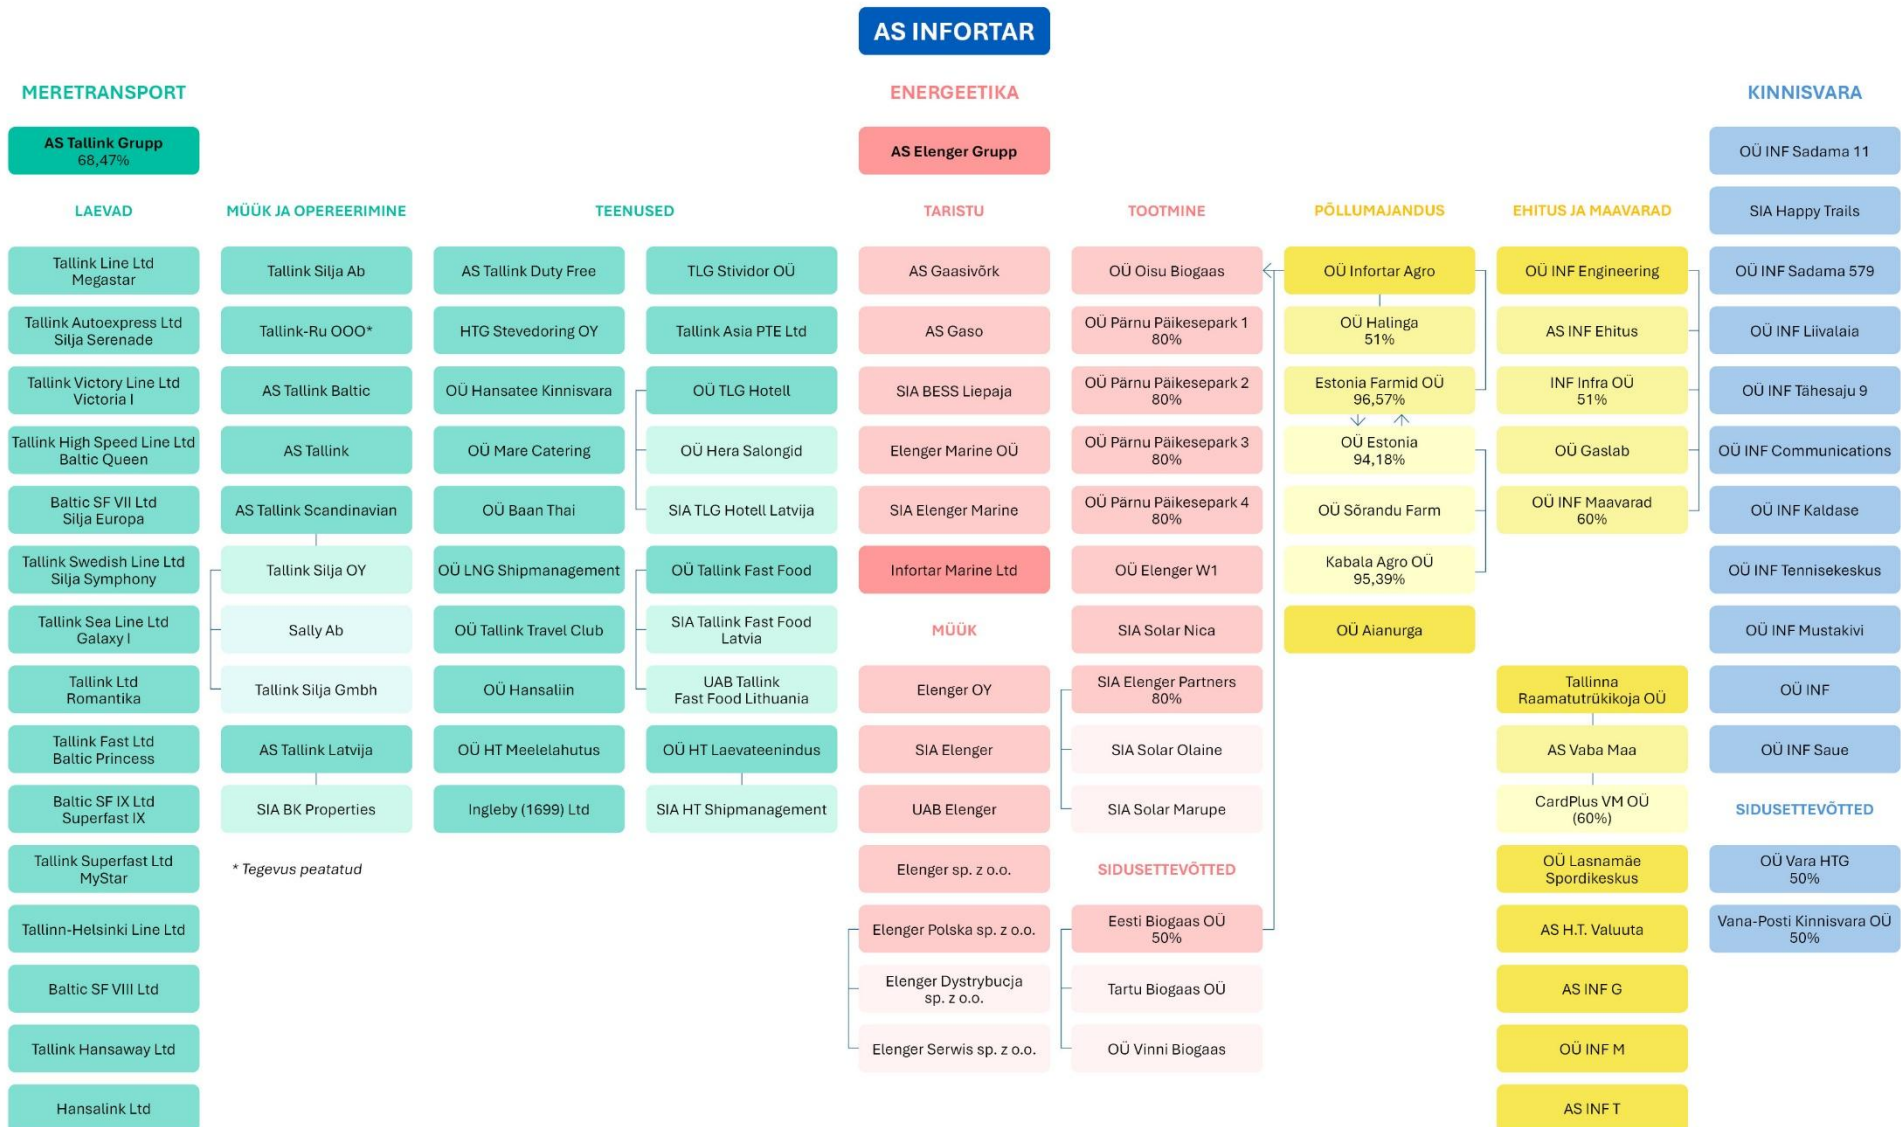 AS INFORTAR
MERETRANSPORT
AS Tallink Grupp
68,47%
LAEVAD
Tallink Line Ltd
Megastar
Tallink Autoexpress Ltd
Silja Serenade
Tallink Victory Line Ltd
Victoria I
Tallink High Speed Line Ltd
Baltic Queen
Baltic SF VII Ltd
Silja Europa
Tallink Swedish Line Ltd
Silja Symphony
Tallink Sea Line Ltd
Galaxy I
Tallink Ltd
Romantika
Tallink Fast Ltd
Baltic Princess
Baltic SF IX Ltd
Superfast IX
Tallink Superfast Ltd
MyStar
Tallinn-Helsinki Line Ltd
Baltic SF VIII Ltd
Tallink Hansaway Ltd
Hansalink Ltd
MÜÜK JA OPEREERIMINE
Tallink Silja Ab
Tallink-Ru OOO*
AS Tallink Baltic
AS Tallink
AS Tallink Scandinavian
Tallink Silja OY
Sally Ab
Tallink Silja Gmbh
AS Tallink Latvija
SIA BK Properties
* Tegevus peatatud
TEENUSED
AS Tallink Duty Free
HTG Stevedoring OY
OÜ Hansatee Kinnisvara
OÜ Mare Catering
OÜ Baan Thai
OÜ LNG Shipmanagement
OÜ Tallink Travel Club
OÜ Hansaliin
OÜ HT Meelelahutus
Ingleby (1699) Ltd
TLG Stividor OÜ
Tallink Asia PTE Ltd
OÜ TLG Hotell
OÜ Hera Salongid
SIA TLG Hotell Latvija
OÜ Tallink Fast Food
SIA Tallink Fast Food
Latvia
UAB Tallink
Fast Food Lithuania
OÜ HT Laevateenindus
SIA HT Shipmanagement
ENERGEETIKA
AS Elenger Grupp
TARISTU
AS Gaasivõrk
AS Gaso
SIA BESS Liepaja
Elenger Marine OÜ
SIA Elenger Marine
Infortar Marine Ltd
MÜÜK
Elenger OY
SIA Elenger
UAB Elenger
Elenger sp. z o.o.
Elenger Polska sp. z o.o.
Elenger Dystrybucja
sp. z o.o.
Elenger Serwis sp. z o.o.
TOOTMINE
OÜ Oisu Biogaas
OÜ Pärnu Päikesepark 1
80%
OÜ Pärnu Päikesepark 2
80%
OÜ Pärnu Päikesepark 3
80%
OÜ Pärnu Päikesepark 4
80%
OÜ Elenger W1
SIA Solar Nica
SIA Elenger Partners
80%
SIA Solar Olaine
SIA Solar Marupe
SIDUSETTEVÕTTED
Eesti Biogaas OÜ
50%
Tartu Biogaas OÜ
OÜ Vinni Biogaas
PÕLLUMAJANDUS
OÜ Infortar Agro
OÜ Halinga
51%
Estonia Farmid OÜ
96,57%
OÜ Estonia
94,18%
OÜ Sõrandu Farm
Kabala Agro OÜ
95,39%
OÜ Aianurga
EHITUS JA MAAVARAD
OÜ INF Engineering
AS INF Ehitus
INF Infra OÜ
51%
OÜ Gaslab
OÜ INF Maavarad
60%
Tallinna
Raamatutrükikoja OÜ
AS Vaba Maa
CardPlus VM OÜ
(60%)
OÜ Lasnamäe
Spordikeskus
AS H.T. Valuuta
AS INF G
OÜ INF M
AS INF T
KINNISVARA
OÜ INF Sadama 11
SIA Happy Trails
OÜ INF Sadama 579
OÜ INF Liivalaia
OÜ INF Tähesaju 9
OÜ INF Communications
OÜ INF Kaldase
OÜ INF Tennisekeskus
OÜ INF Mustakivi
OÜ INF
OÜ INF Saue
SIDUSETTEVÕTTED
OÜ Vara HTG
50%
Vana-Posti Kinnisvara OÜ
50%